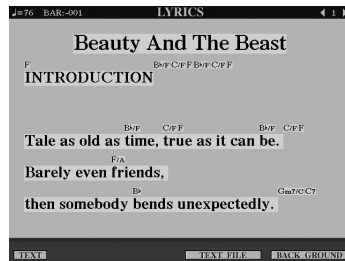 ♩=76 BAR:-001 LYRICS 1
Beauty And The Beast
F B♭/F C/F F B♭/F C/F F
INTRODUCTION
B♭/F C/F F B♭/F C/F F
Tale as old as time, true as it can be.
F/A
Barely even friends,
B♭ Gm7/C C7
then somebody bends unexpectedly.
TEXT TEXT FILE BACK GROUND